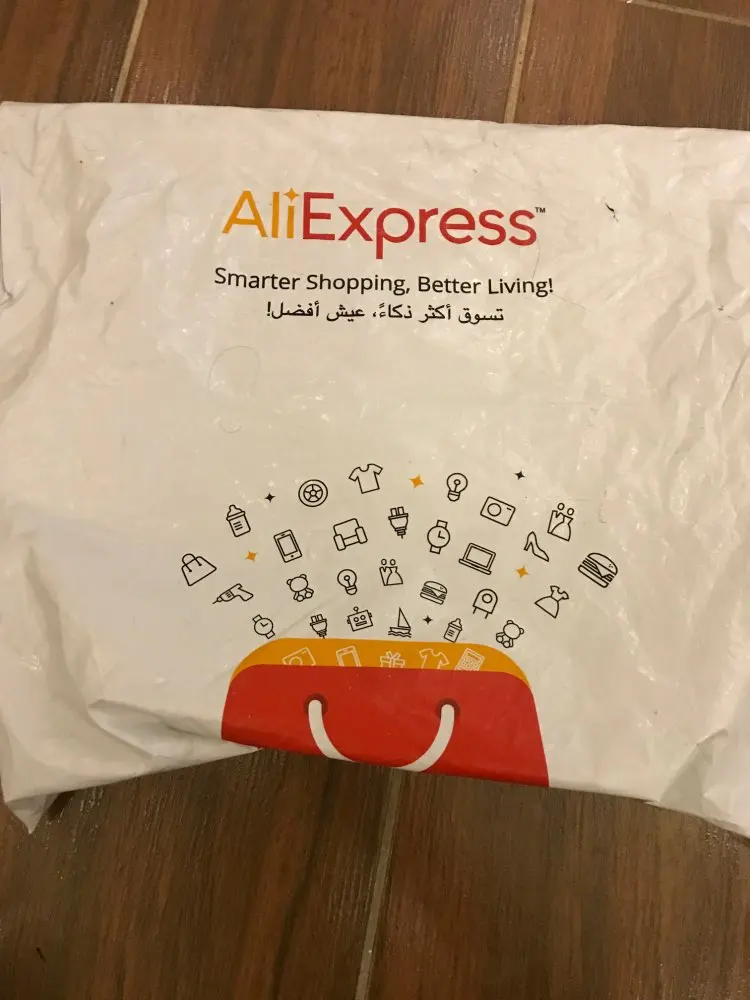 AliExpress™
Smarter Shopping, Better Living!
تسوق أكثر ذكاءً، عيش أفضل!